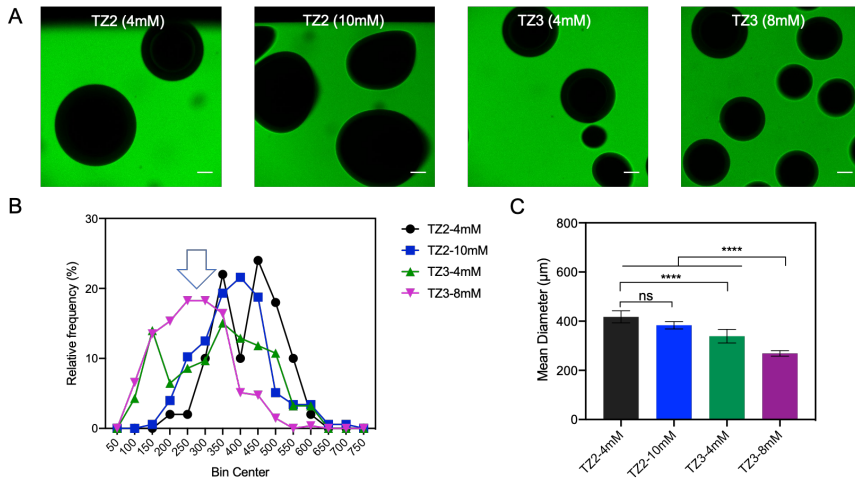 A
TZ2 (4mM)
TZ2 (10mM)
TZ3 (4mM)
TZ3 (8mM)
B
Relative frequency (%)
30
20
10
0
50
100
150
200
250
300
350
400
450
500
550
600
650
700
750
Bin Center
TZ2-4mM
TZ2-10mM
TZ3-4mM
TZ3-8mM
C
Mean Diameter (µm)
800
600
400
200
0
****
****
ns
TZ2-4mM
TZ2-10mM
TZ3-4mM
TZ3-8mM